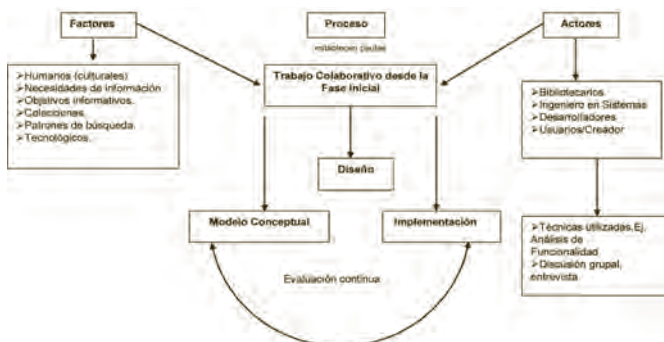 Factores
Proceso
Actores
establecen pautas
➢Humanos (culturales)
➢Necesidades de información
➢Objetivos informativos.
➢Colecciones.
➢Patrones de búsqueda.
➢Tecnológicos.
Trabajo Colaborativo desde la
Fase inicial
➢Bibliotecarios.
➢Ingeniero en Sistemas
➢Desarrolladores
➢Usuarios/Creador
Diseño
Modelo Conceptual
Implementación
➢Técnicas utilizadas,Ej.
Análisis de
Funcionalidad
➢Discusión grupal,
entrevista
Evaluación contínua